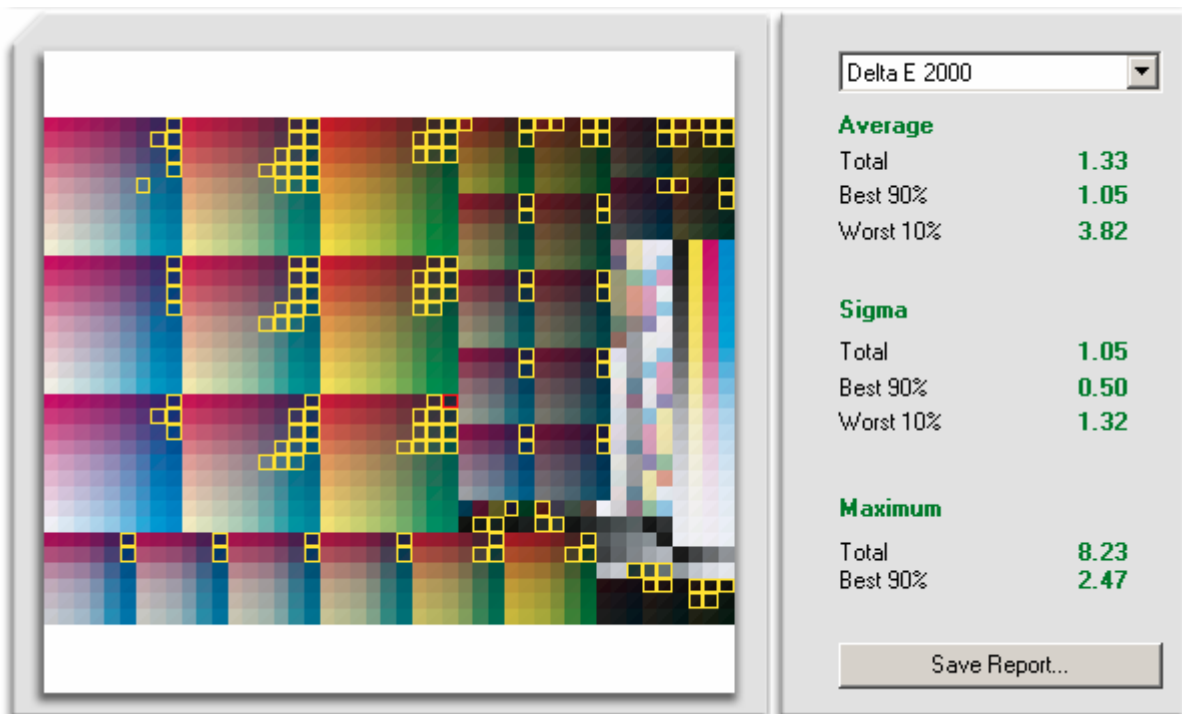 Delta E 2000
Average
Total 1.33
Best 90% 1.05
Worst 10% 3.82
Sigma
Total 1.05
Best 90% 0.50
Worst 10% 1.32
Maximum
Total 8.23
Best 90% 2.47
Save Report...